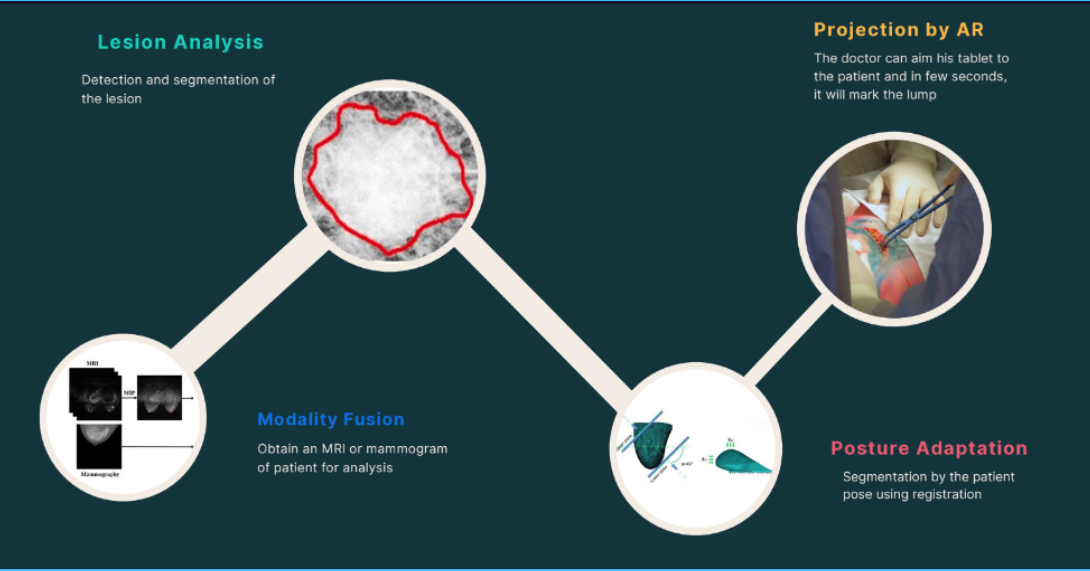 Lesion Analysis
Detection and segmentation of
the lesion
Projection by AR
The doctor can aim his tablet to
the patient and in few seconds,
it will mark the lump
MRI
MIP
Mammography
Modality Fusion
Obtain an MRI or mammogram
of patient for analysis
Posture Adaptation
Segmentation by the patient
pose using registration